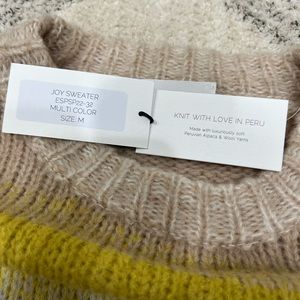 JOY SWEATER
ESPSP22-32
MULTI COLOR
SIZE: M
KNIT WITH LOVE IN PERU
Made with luxuriously soft
Peruvian Alpaca & Wool Yarns